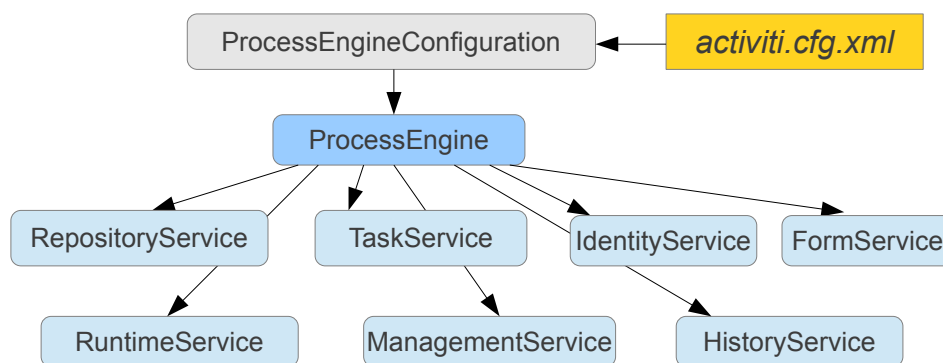 ProcessEngineConfiguration
activiti.cfg.xml
ProcessEngine
RepositoryService
TaskService
IdentityService
FormService
RuntimeService
ManagementService
HistoryService